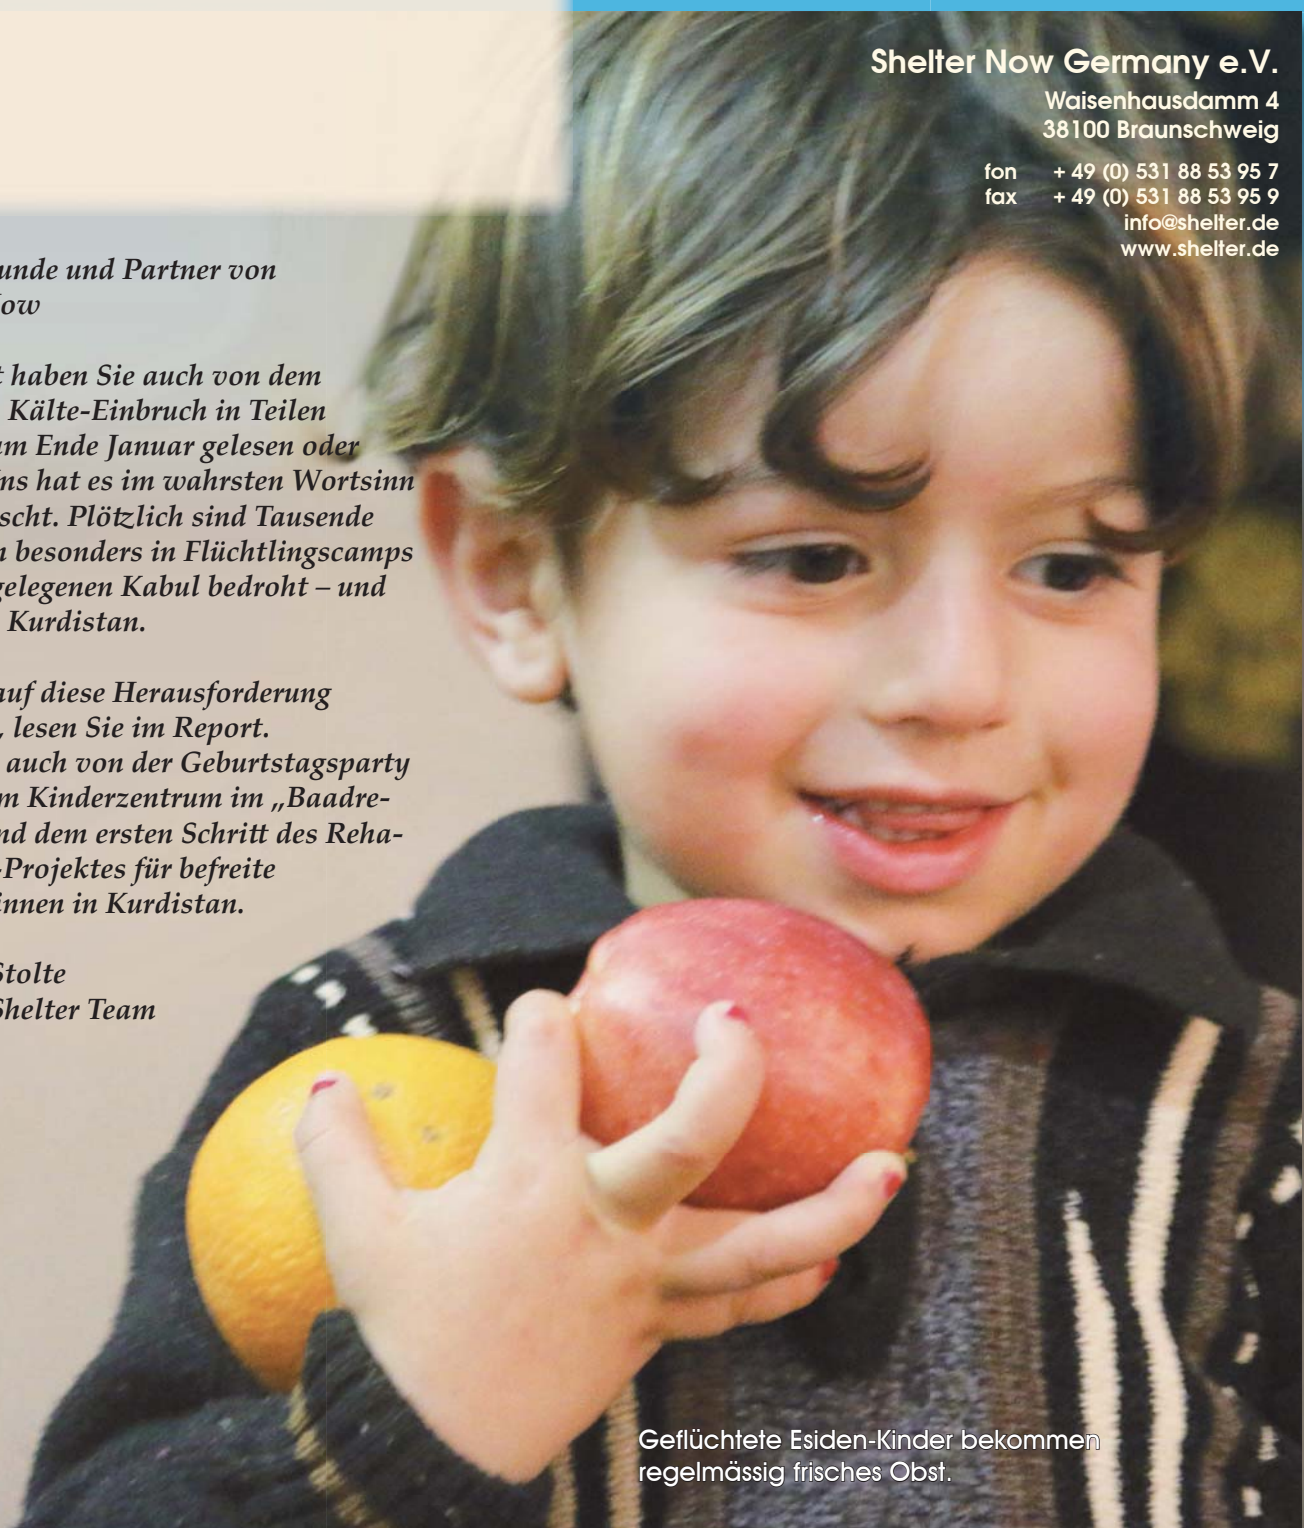 Shelter Now Germany e.V.
Waisenhausdamm 4
38100 Braunschweig
fon + 49 (0) 531 88 53 95 7
fax + 49 (0) 531 88 53 95 9
info@shelter.de
www.shelter.de
unde und Partner von
ow
t haben Sie auch von dem
Kälte-Einbruch in Teilen
am Ende Januar gelesen oder
ns hat es im wahrsten Wortsinn
scht. Plötzlich sind Tausende
n besonders in Flüchtlingscamps
gelegenen Kabul bedroht – und
Kurdistan.
auf diese Herausforderung
, lesen Sie im Report.
auch von der Geburtstagsparty
m Kinderzentrum im „Baadre-
nd dem ersten Schritt des Reha-
-Projektes für befreite
innen in Kurdistan.
Stolte
Shelter Team
Geflüchtete Esiden-Kinder bekommen
regelmässig frisches Obst.